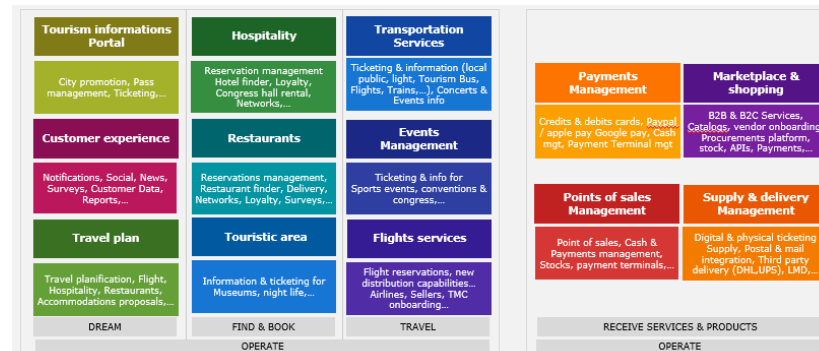 Tourism informations
Portal
City promotion, Pass
management, Ticketing,...
Customer experience
Notifications, Social, News,
Surveys, Customer Data,
Reports,...
Travel plan
Travel planification, Flight,
Hospitality, Restaurants,
Accommodations proposals,...
DREAM
Hospitality
Reservation management
Hotel finder, Loyalty,
Congress hall rental,
Networks,...
Restaurants
Reservations management,
Restaurant finder, Delivery,
Networks, Loyalty, Surveys,...
Touristic area
Information & ticketing for
Museums, night life,...
FIND & BOOK
Transportation
Services
Ticketing & information (local
public, light, Tourism Bus,
Flights, Trains,...), Concerts &
Events info
Events
Management
Ticketing & info for
Sports events, conventions &
congress,...
Flights services
Flight reservations, new
distribution capabilities...
Airlines, Sellers, TMC
onboarding...
TRAVEL
OPERATE
Payments
Management
Credits & debits cards, Paypal
/ apple pay Google pay, Cash
mgt, Payment Terminal mgt
Marketplace &
shopping
B2B & B2C Services,
Catalogs, vendor onboarding
Procurements platform,
stock, APIs, Payments,...
Points of sales
Management
Point of sales, Cash &
Payments management,
Stocks, payment terminals,...
Supply & delivery
Management
Digital & physical ticketing
Supply, Postal & mail
integration, Third party
delivery (DHL,UPS), LMD,...
RECEIVE SERVICES & PRODUCTS
OPERATE